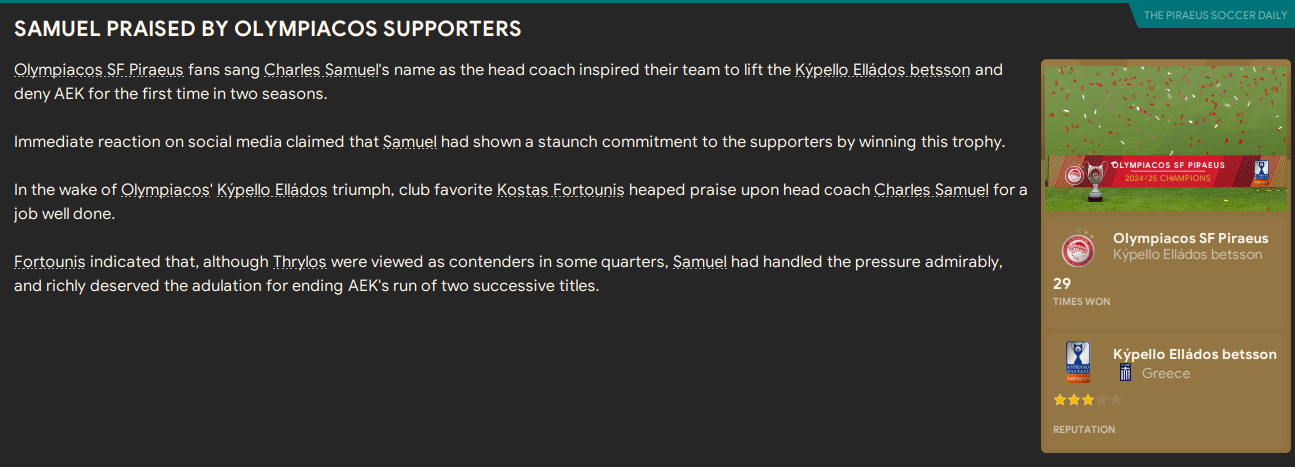 THE PIRAEUS SOCCER DAILY
SAMUEL PRAISED BY OLYMPIACOS SUPPORTERS
Olympiacos SF Piraeus fans sang Charles Samuel's name as the head coach inspired their team to lift the Kýpello Elládos betsson and
deny AEK for the first time in two seasons.
Immediate reaction on social media claimed that Samuel had shown a staunch commitment to the supporters by winning this trophy.
In the wake of Olympiacos' Kýpello Elládos triumph, club favorite Kostas Fortounis heaped praise upon head coach Charles Samuel for a
job well done.
Fortounis indicated that, although Thrylos were viewed as contenders in some quarters, Samuel had handled the pressure admirably,
and richly deserved the adulation for ending AEK's run of two successive titles.
OLYMPIACOS SF PIRAEUS
2024/25 CHAMPIONS
Olympiacos SF Piraeus
Kýpello Elládos betsson
29
TIMES WON
Kýpello Elládos betsson
Greece
REPUTATION